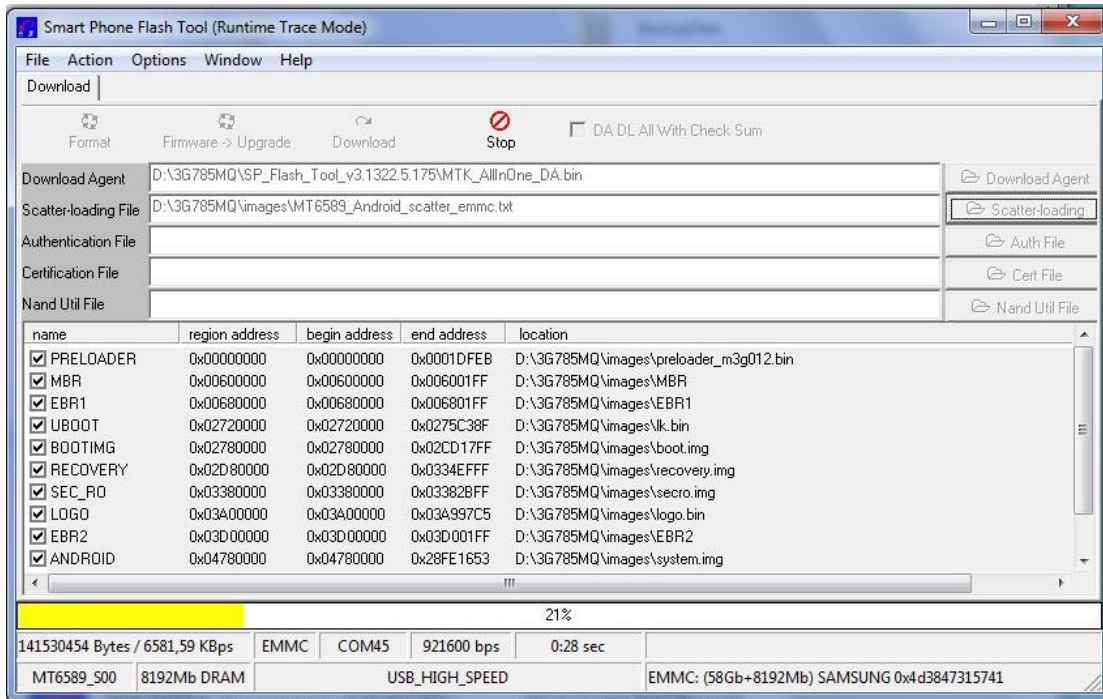 Smart Phone Flash Tool (Runtime Trace Mode)
File Action Options Window Help
Download
Format Firmware -> Upgrade Download Stop DA DL All With Check Sum
Download Agent D:\3G785MQ\SP_Flash_Tool_v3.1322.5.175\MTK_AllInOne_DA.bin Download Agent
Scatter-loading File D:\3G785MQ\images\MT6589_Android_scatter_emmc.txt Scatter-loading
Authentication File Auth File
Certification File Cert File
Nand Util File Nand Util File
name region address begin address end address location
PRELOADER 0x00000000 0x00000000 0x0001DFEB D:\3G785MQ\images\preloader_m3g012.bin
MBR 0x00600000 0x00600000 0x006001FF D:\3G785MQ\images\MBR
EBR1 0x00680000 0x00680000 0x006801FF D:\3G785MQ\images\EBR1
UBOOT 0x02720000 0x02720000 0x0275C38F D:\3G785MQ\images\lk.bin
BOOTIMG 0x02780000 0x02780000 0x02CD17FF D:\3G785MQ\images\boot.img
RECOVERY 0x02D80000 0x02D80000 0x0334EFFF D:\3G785MQ\images\recovery.img
SEC_RO 0x03380000 0x03380000 0x03382BFF D:\3G785MQ\images\secro.img
LOGO 0x03A00000 0x03A00000 0x03A997C5 D:\3G785MQ\images\logo.bin
EBR2 0x03D00000 0x03D00000 0x03D001FF D:\3G785MQ\images\EBR2
ANDROID 0x04780000 0x04780000 0x28FE1653 D:\3G785MQ\images\system.img
21%
141530454 Bytes / 6581,59 KBps EMMC COM45 921600 bps 0:28 sec
MT6589_S00 8192Mb DRAM USB_HIGH_SPEED EMMC: (58Gb+8192Mb) SAMSUNG 0x4d3847315741